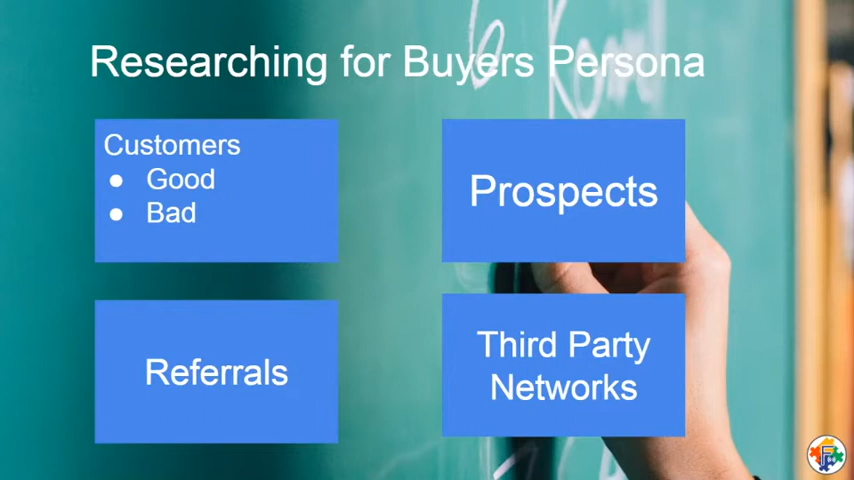 Researching for Buyers Persona
Customers
● Good
● Bad
Prospects
Referrals
Third Party
Networks